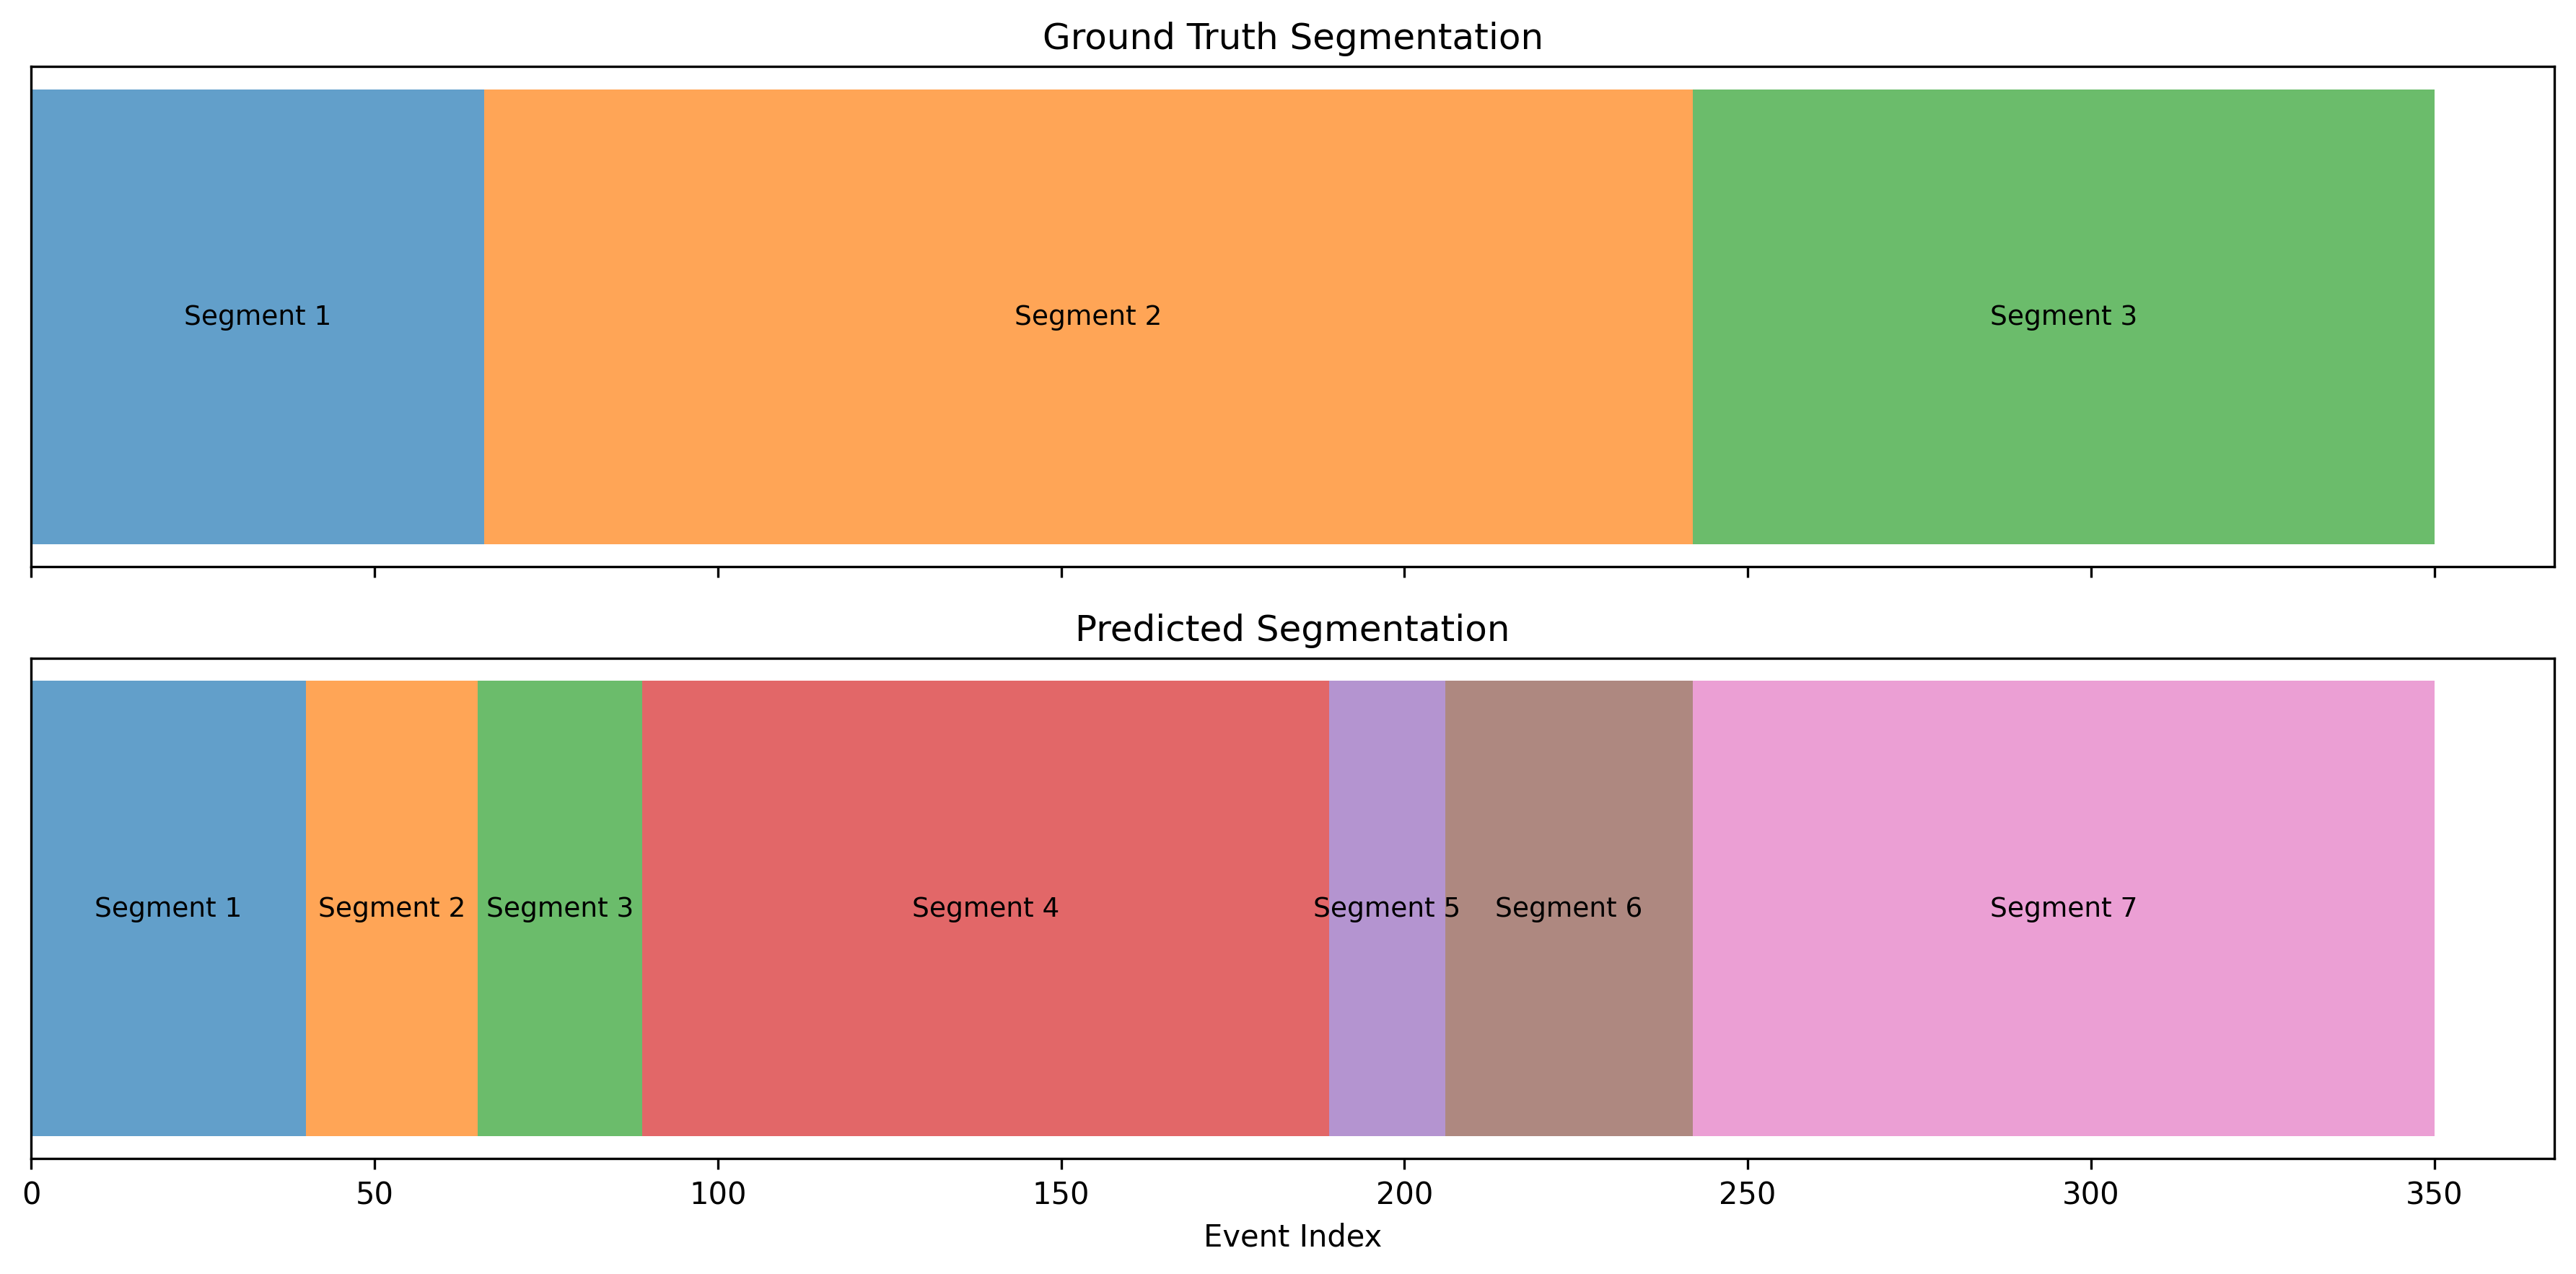 Ground Truth Segmentation
Segment 1 Segment 2 Segment 3
Predicted Segmentation
Segment 1 Segment 2 Segment 3 Segment 4 Segment 5 Segment 6 Segment 7
0 50 100 150 200 250 300 350
Event Index